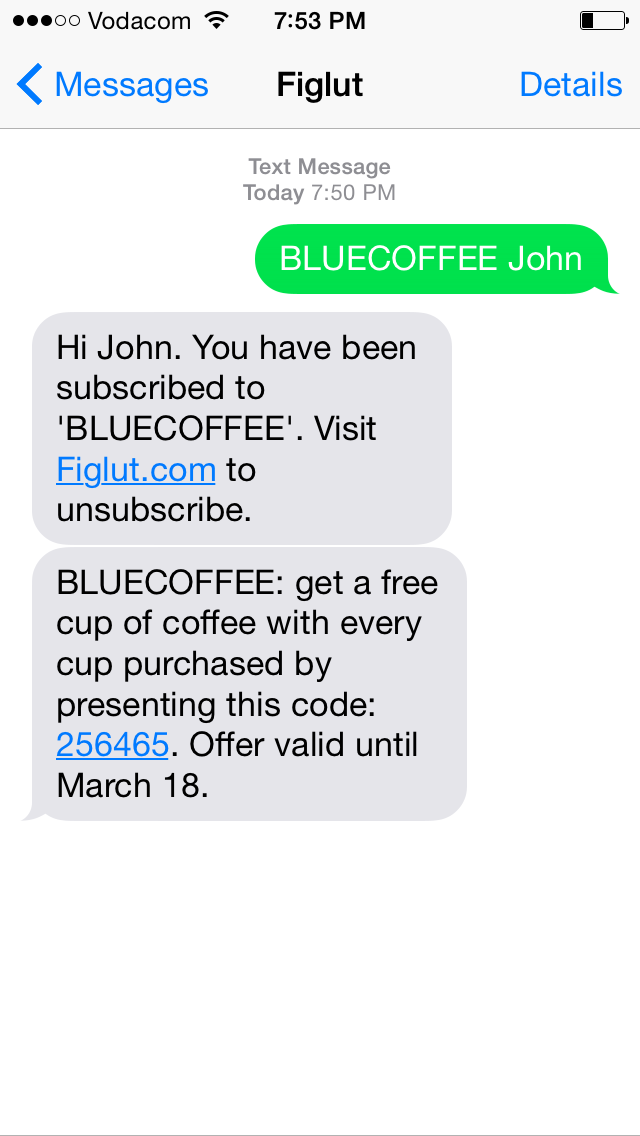 Vodacom 7:53 PM
Messages Figlut Details
Text Message
Today 7:50 PM
BLUECOFFEE John
Hi John. You have been
subscribed to
'BLUECOFFEE'. Visit
Figlut.com to
unsubscribe.
BLUECOFFEE: get a free
cup of coffee with every
cup purchased by
presenting this code:
256465. Offer valid until
March 18.